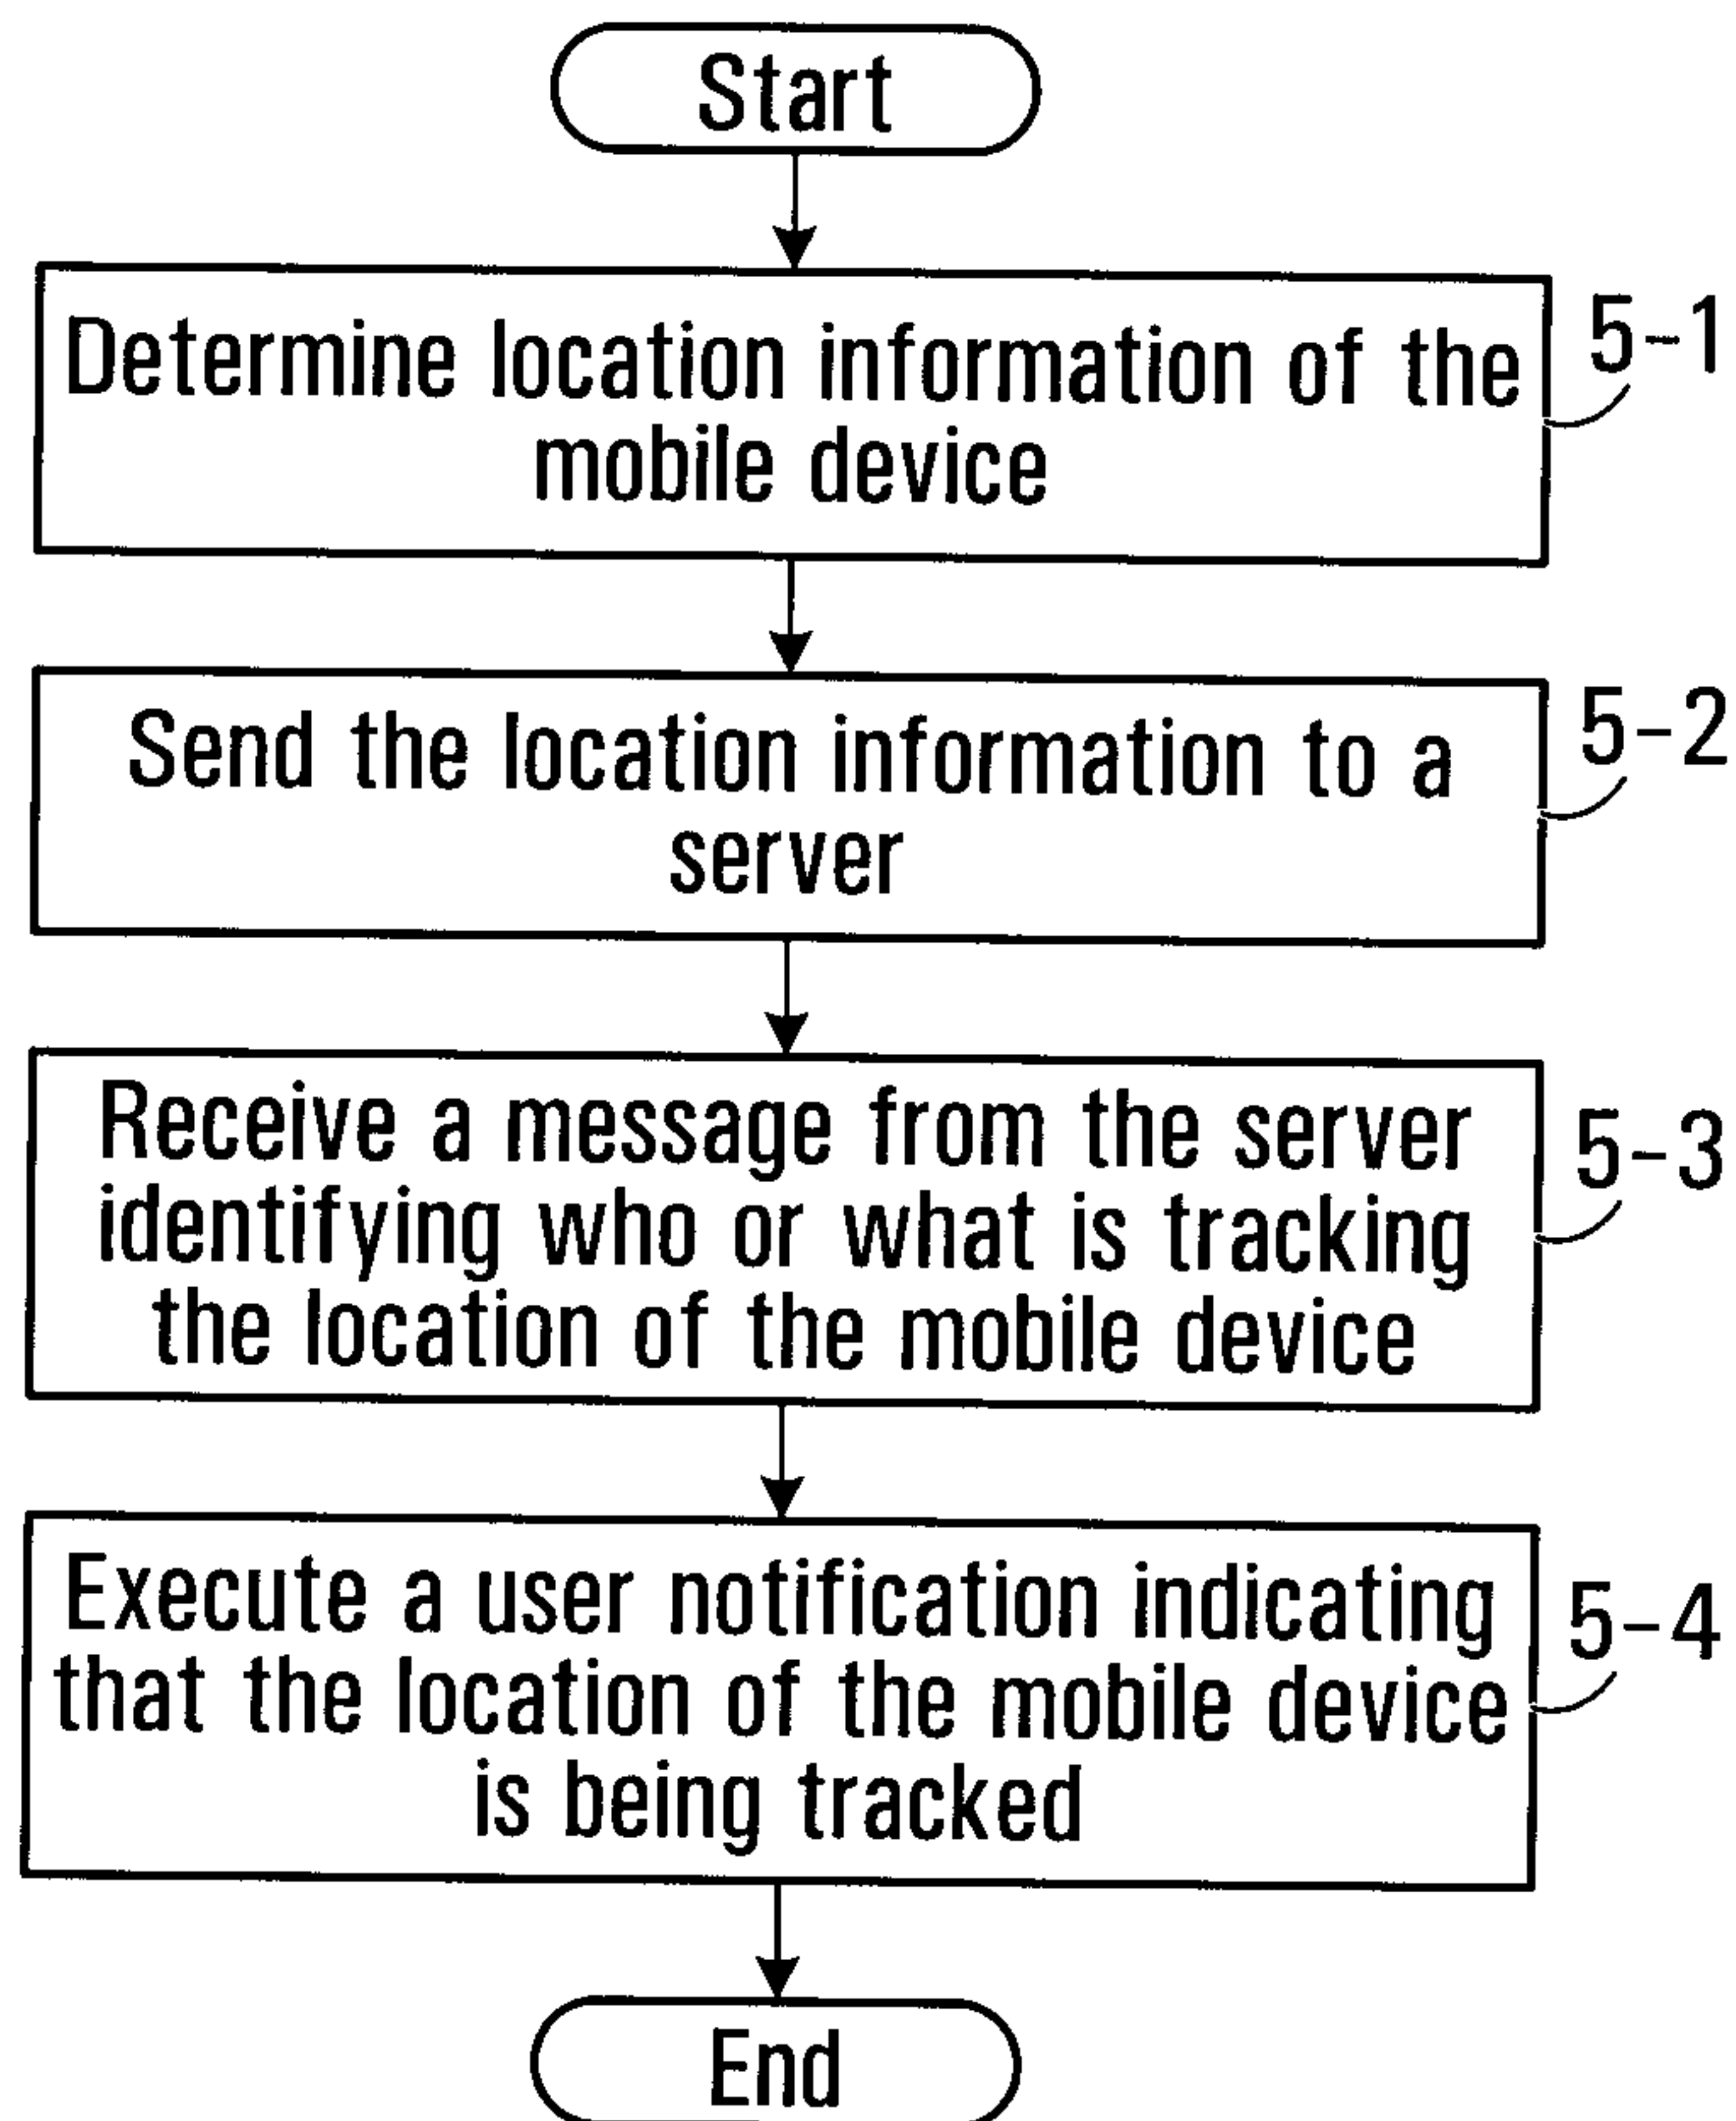 Start
Determine location information of the
mobile device
5-1
Send the location information to a
server
5-2
Receive a message from the server
identifying who or what is tracking
the location of the mobile device
5-3
Execute a user notification indicating
that the location of the mobile device
is being tracked
5-4
End